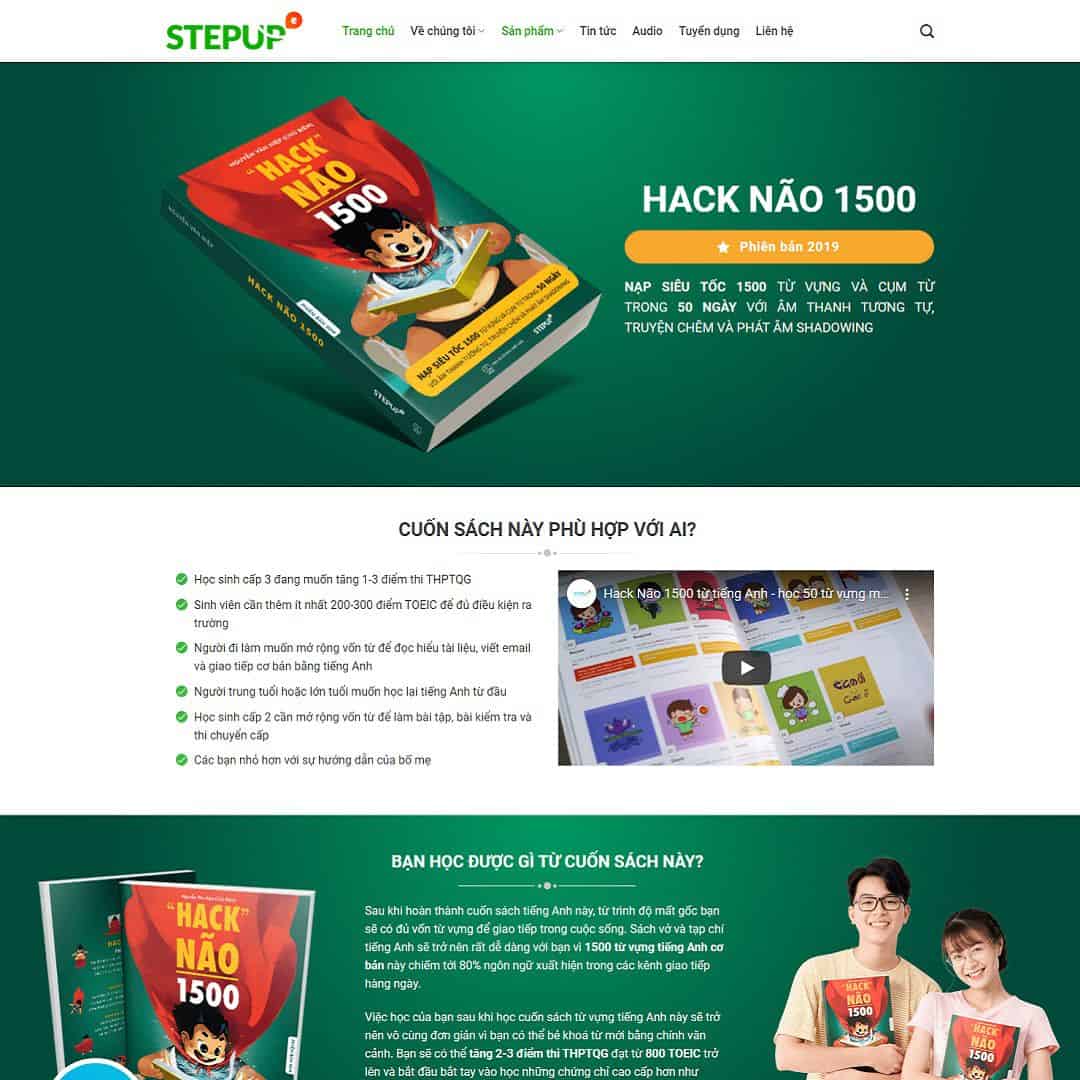 STEPUP e
Trang chủ Về chúng tôi Sản phẩm Tin tức Audio Tuyển dụng Liên hệ
NGUYỄN VĂN HIỆP (CHỦ BIÊN)
"HACK"
NÃO
1500
NẠP SIÊU TỐC 1500 TỪ VỰNG VÀ CỤM TỪ TRONG 50 NGÀY
VỚI ÂM THANH TƯƠNG TỰ, TRUYỆN CHÊM VÀ PHÁT ÂM SHADOWING
STEPUP
NGUYỄN VĂN HIỆP
HACK NÃO 1500
PHIÊN BẢN 2019
STEPUP
HACK NÃO 1500
Phiên bản 2019
NẠP SIÊU TỐC 1500 TỪ VỰNG VÀ CỤM TỪ
TRONG 50 NGÀY VỚI ÂM THANH TƯƠNG TỰ,
TRUYỆN CHÊM VÀ PHÁT ÂM SHADOWING
CUỐN SÁCH NÀY PHÙ HỢP VỚI AI?
Học sinh cấp 3 đang muốn tăng 1-3 điểm thi THPTQG
Sinh viên cần thêm ít nhất 200-300 điểm TOEIC để đủ điều kiện ra
trường
Người đi làm muốn mở rộng vốn từ để đọc hiểu tài liệu, viết email
và giao tiếp cơ bản bằng tiếng Anh
Người trung tuổi hoặc lớn tuổi muốn học lại tiếng Anh từ đầu
Học sinh cấp 2 cần mở rộng vốn từ để làm bài tập, bài kiểm tra và
thi chuyển cấp
Các bạn nhỏ hơn với sự hướng dẫn của bố mẹ
Hack Não 1500 từ tiếng Anh - học 50 từ vựng m...
BẠN HỌC ĐƯỢC GÌ TỪ CUỐN SÁCH NÀY?
Sau khi hoàn thành cuốn sách tiếng Anh này, từ trình độ mất gốc bạn
sẽ có đủ vốn từ vựng để giao tiếp trong cuộc sống. Sách vở và tạp chí
tiếng Anh sẽ trở nên rất dễ dàng với bạn vì 1500 từ vựng tiếng Anh cơ
bản này chiếm tới 80% ngôn ngữ xuất hiện trong các kênh giao tiếp
hàng ngày.
Việc học của bạn sau khi học cuốn sách từ vựng tiếng Anh này sẽ trở
nên vô cùng đơn giản vì bạn có thể bẻ khoá từ mới bằng chính văn
cảnh. Bạn sẽ có thể tăng 2-3 điểm thi THPTQG đạt từ 800 TOEIC trở
lên và bắt đầu bắt tay vào học những chứng chỉ cao cấp hơn như
"HACK"
NÃO
1500
"HACK"
NÃO
1500
"HACK"
NÃO
1500